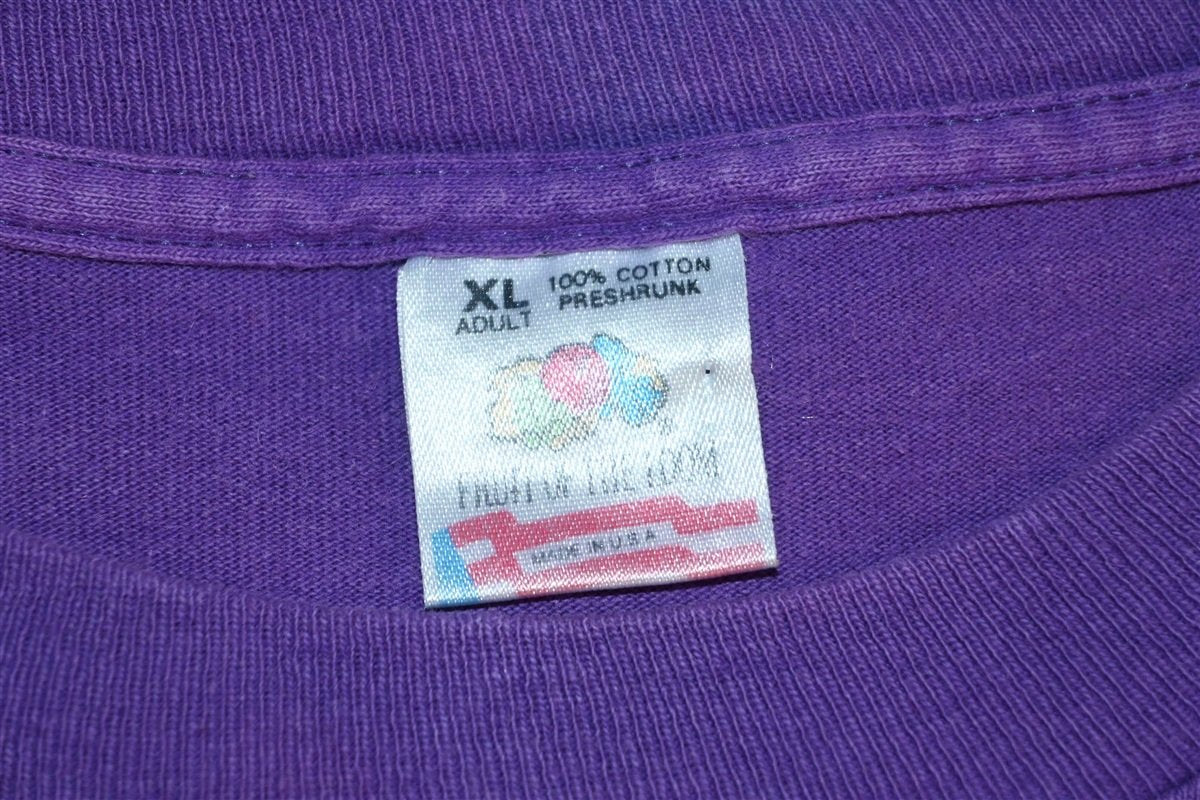 XL 100% COTTON
ADULT PRESHRUNK
FRUIT OF THE LOOM
MADE IN U.S.A